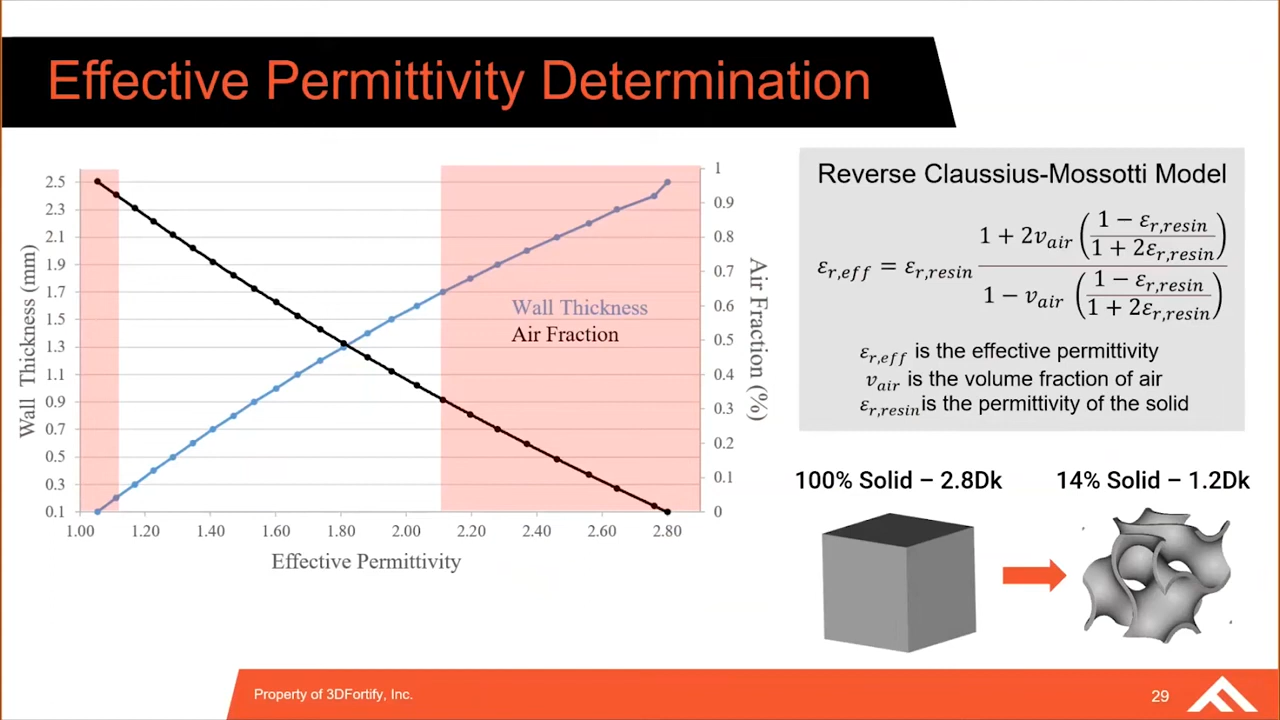 Effective Permittivity Determination
2.5
2.3
2.1
1.9
1.7
1.5
1.3
1.1
0.9
0.7
0.5
0.3
0.1
Wall Thickness (mm)
1
0.9
0.8
0.7
0.6
0.5
0.4
0.3
0.2
0.1
0
Air Fraction (%)
Wall Thickness
Air Fraction
1.00 1.20 1.40 1.60 1.80 2.00 2.20 2.40 2.60 2.80
Effective Permittivity
Reverse Claussius-Mossotti Model
1 + 2v_air ( (1 − ε_r,resin) / (1 + 2ε_r,resin) )
ε_r,eff = ε_r,resin
1 − v_air ( (1 − ε_r,resin) / (1 + 2ε_r,resin) )
ε_r,eff is the effective permittivity
v_air is the volume fraction of air
ε_r,resin is the permittivity of the solid
100% Solid – 2.8Dk
14% Solid – 1.2Dk
Property of 3DFortify, Inc.
29